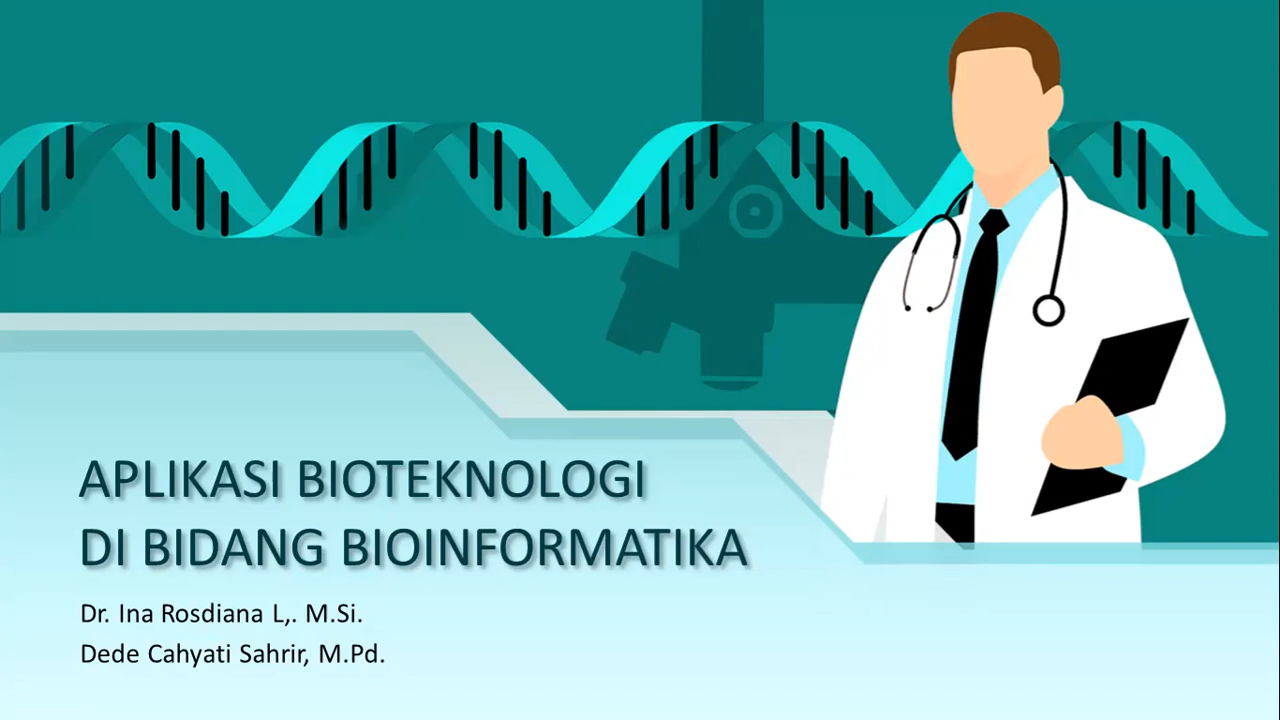 APLIKASI BIOTEKNOLOGI
DI BIDANG BIOINFORMATIKA
Dr. Ina Rosdiana L,. M.Si.
Dede Cahyati Sahrir, M.Pd.